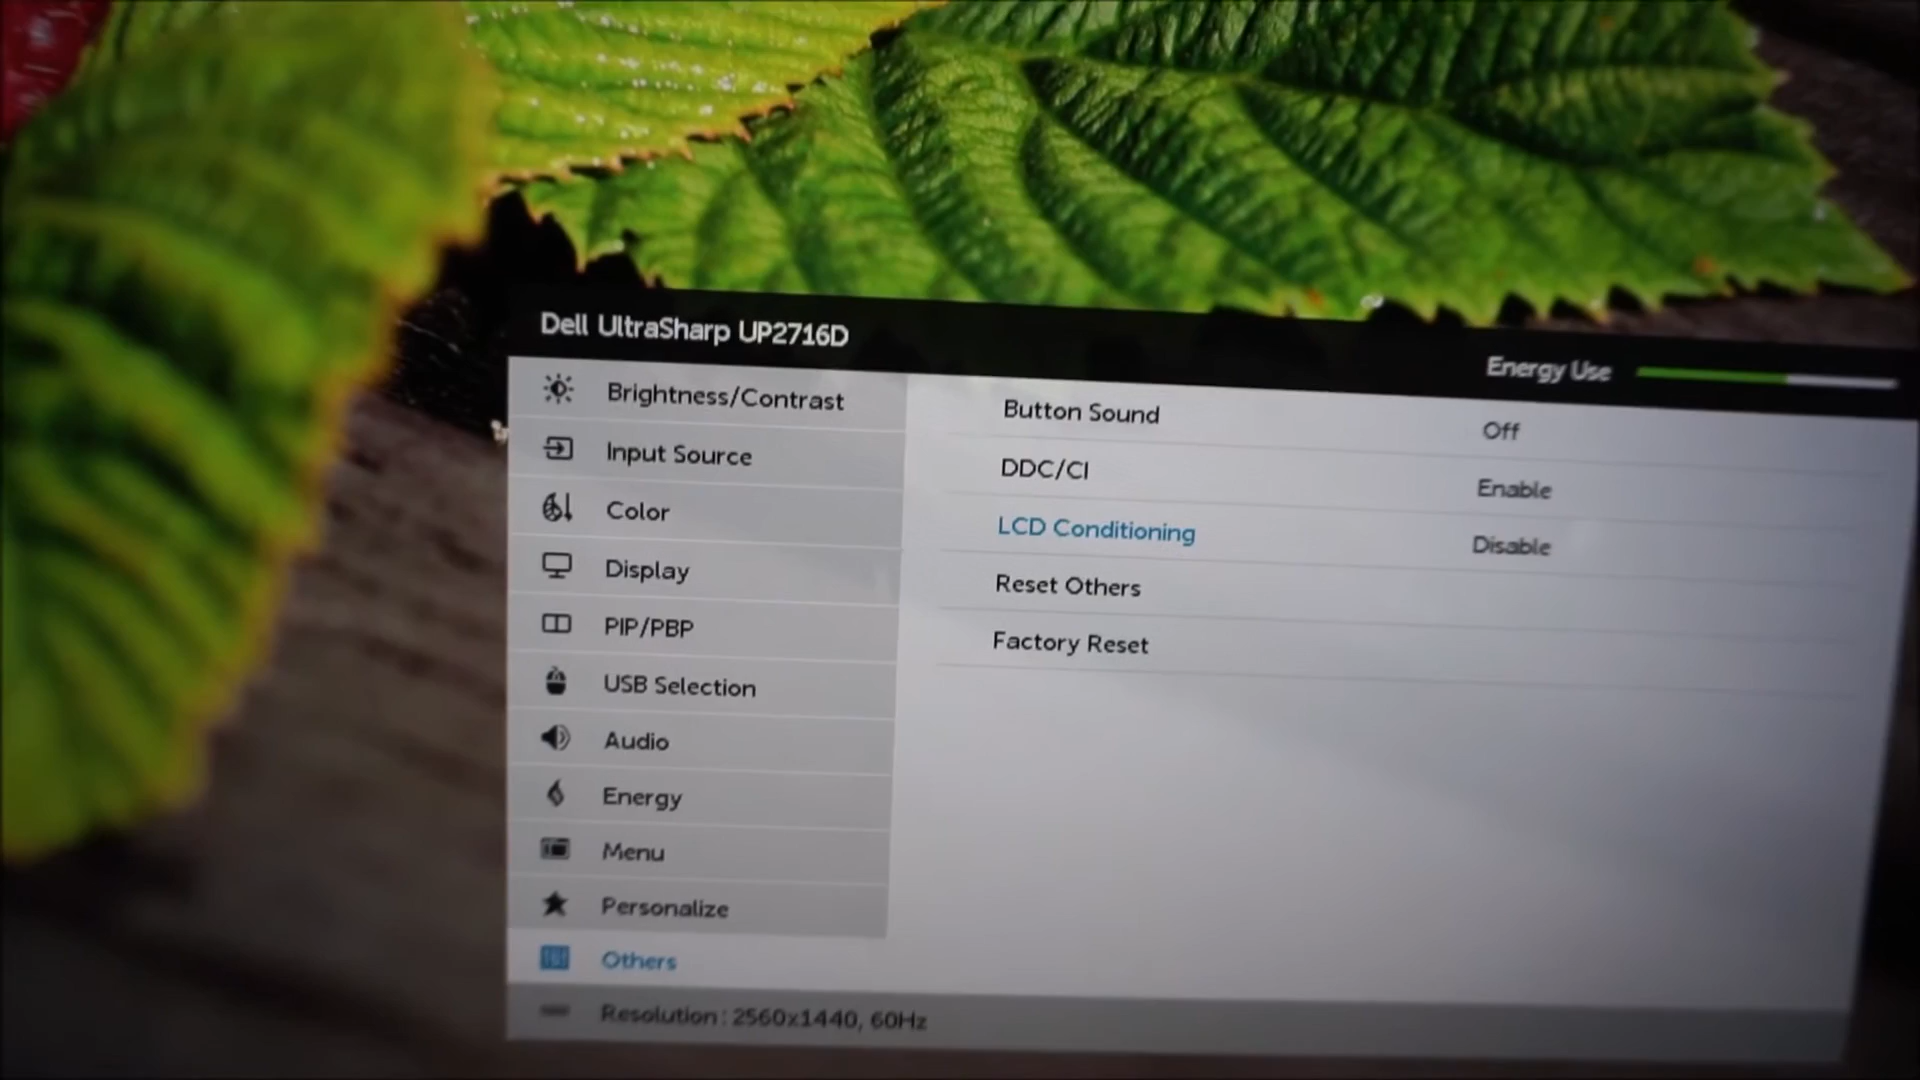 Dell UltraSharp UP2716D
Energy Use
Brightness/Contrast
Input Source
Color
Display
PIP/PBP
USB Selection
Audio
Energy
Menu
Personalize
Others
Button Sound Off
DDC/CI Enable
LCD Conditioning Disable
Reset Others
Factory Reset
Resolution: 2560x1440, 60Hz